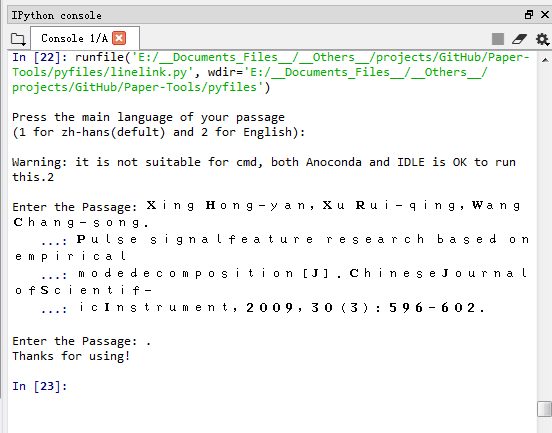 IPython console
Console 1/A
In [22]: runfile('E:/__Documents_Files__/__Others__/projects/GitHub/Paper-
Tools/pyfiles/linelink.py', wdir='E:/__Documents_Files__/__Others__/
projects/GitHub/Paper-Tools/pyfiles')
Press the main language of your passage
(1 for zh-hans(defult) and 2 for English):
Warning: it is not suitable for cmd, both Anoconda and IDLE is OK to run
this.2
Enter the Passage: Xing Hong-yan,Xu Rui-qing,Wang
Chang-song.
...: Pulse signalfeature research based on
empirical
...: modedecomposition[J].ChineseJournal
ofScientif-
...: icInstrument,2009,30(3):596-602.
Enter the Passage: .
Thanks for using!
In [23]: